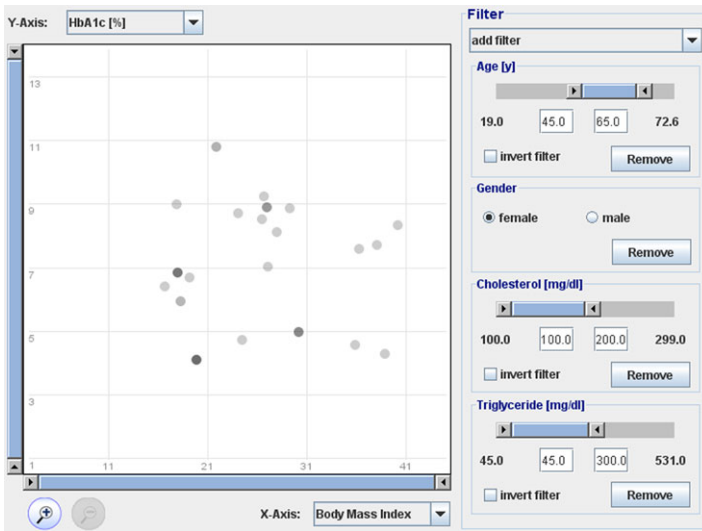 Y-Axis: HbA1c [%]
13
11
9
7
5
3
1 11 21 31 41
X-Axis: Body Mass Index
Filter
add filter
Age [y]
19.0 45.0 65.0 72.6
invert filter Remove
Gender
female male
Remove
Cholesterol [mg/dl]
100.0 100.0 200.0 299.0
invert filter Remove
Triglyceride [mg/dl]
45.0 45.0 300.0 531.0
invert filter Remove